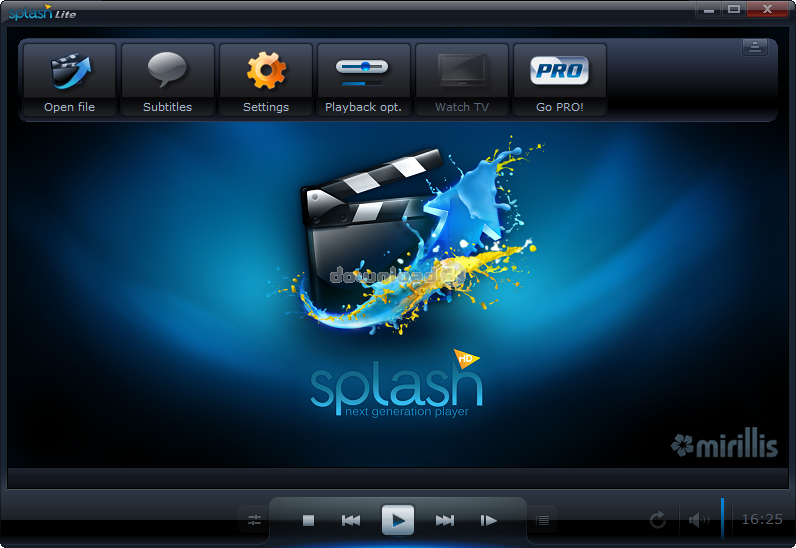 splash Lite
Open file
Subtitles
Settings
Playback opt.
Watch TV
PRO
Go PRO!
download
HD
splash
next generation player
mirillis
16:25